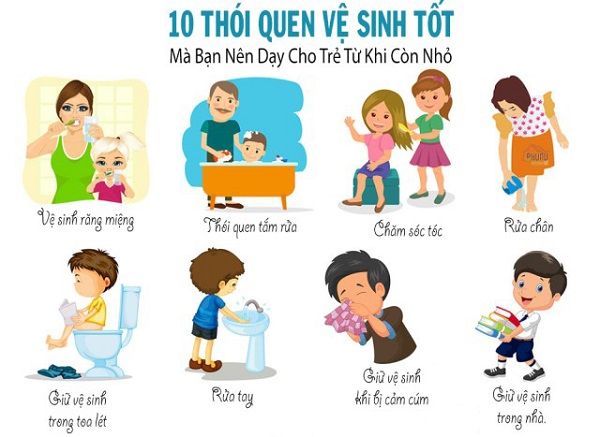 10 THÓI QUEN VỆ SINH TỐT
Mà Bạn Nên Dạy Cho Trẻ Từ Khi Còn Nhỏ
Vệ sinh răng miệng
Thói quen tắm rửa
Chăm sóc tóc
PHUNU
Rửa chân
Giữ vệ sinh
trong toa lét
Rửa tay
Giữ vệ sinh
khi bị cảm cúm
Giữ vệ sinh
trong nhà.